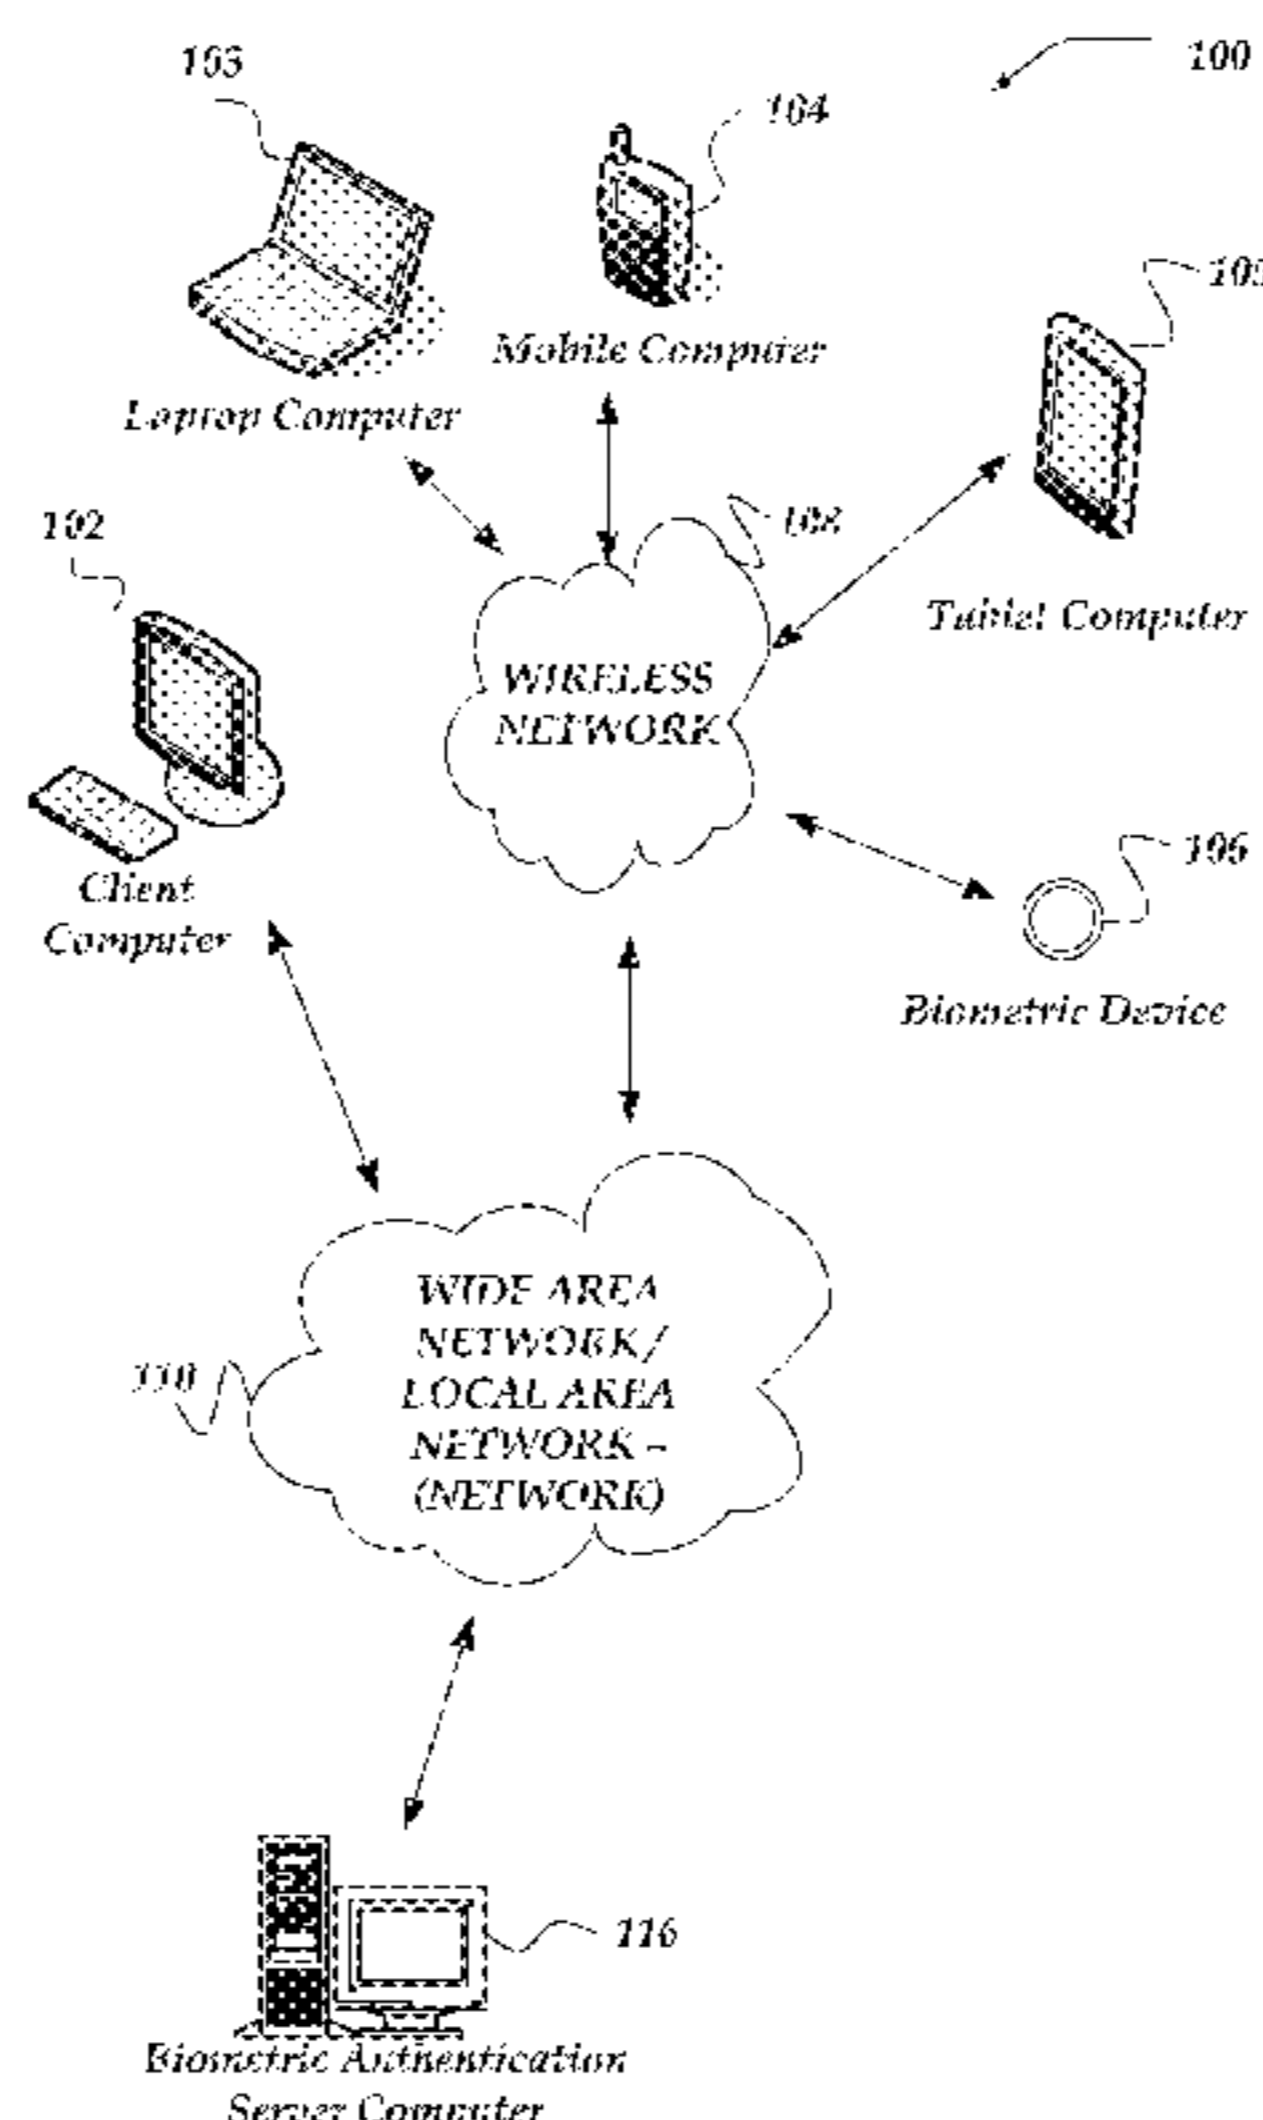 103
100
104
105
Mobile Computer
Laptop Computer
102
108
Tablet Computer
WIRELESS
NETWORK
106
Client
Computer
Biometric Device
WIDE AREA
NETWORK/
LOCAL AREA
NETWORK –
(NETWORK)
110
116
Biometric Authentication
Server Computer